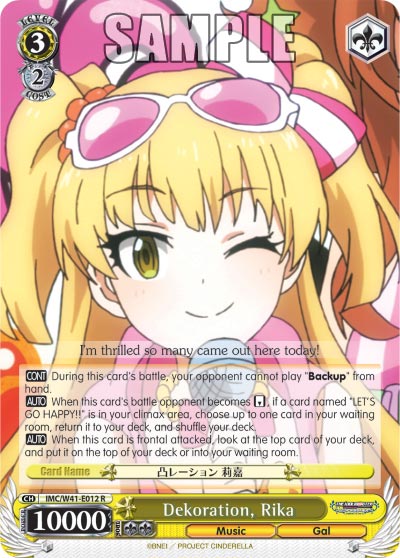 SAMPLE
LEVEL
3
2
COST
I'm thrilled so many came out here today!
CONT During this card's battle, your opponent cannot play "Backup" from
hand.
AUTO When this card's battle opponent becomes [ ], if a card named "LET'S
GO HAPPY!!" is in your climax area, choose up to one card in your waiting
room, return it to your deck, and shuffle your deck.
AUTO When this card is frontal attacked, look at the top card of your deck,
and put it on the top of your deck or into your waiting room.
Card Name
凸レーション 莉嘉
CH IMC/W41-E012 R
POWER
10000
SOUL
Dekoration, Rika
Music
Gal
©BNEI / PROJECT CINDERELLA